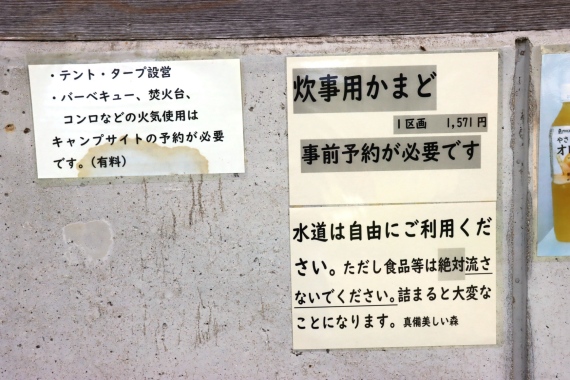 ・テント・タープ設営
・バーベキュー、焚火台、
コンロなどの火気使用は
キャンプサイトの予約が必要
です。(有料)
炊事用かまど
1区画 1,571円
事前予約が必要です
水道は自由にご利用くだ
さい。ただし食品等は絶対流さ
ないでください。詰まると大変な
ことになります。真備美しい森